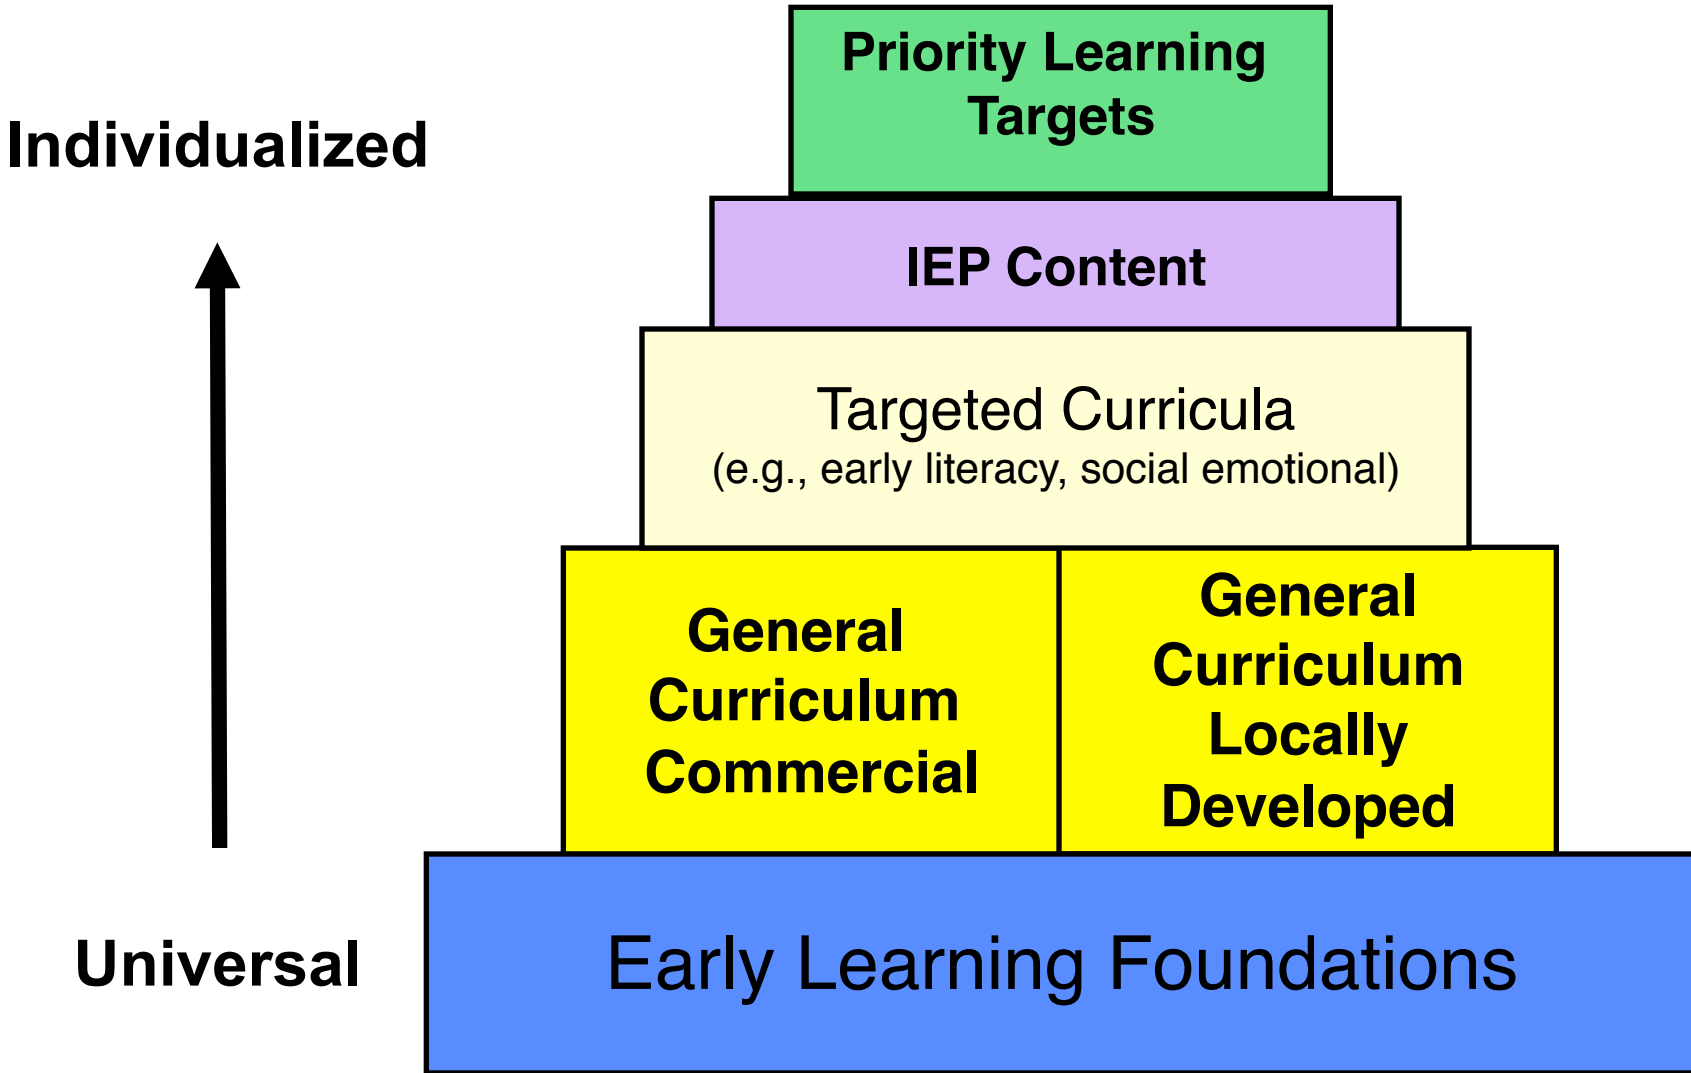 Priority Learning
Targets
Individualized
IEP Content
Targeted Curricula
(e.g., early literacy, social emotional)
General
Curriculum
Commercial
General
Curriculum
Locally
Developed
Universal
Early Learning Foundations